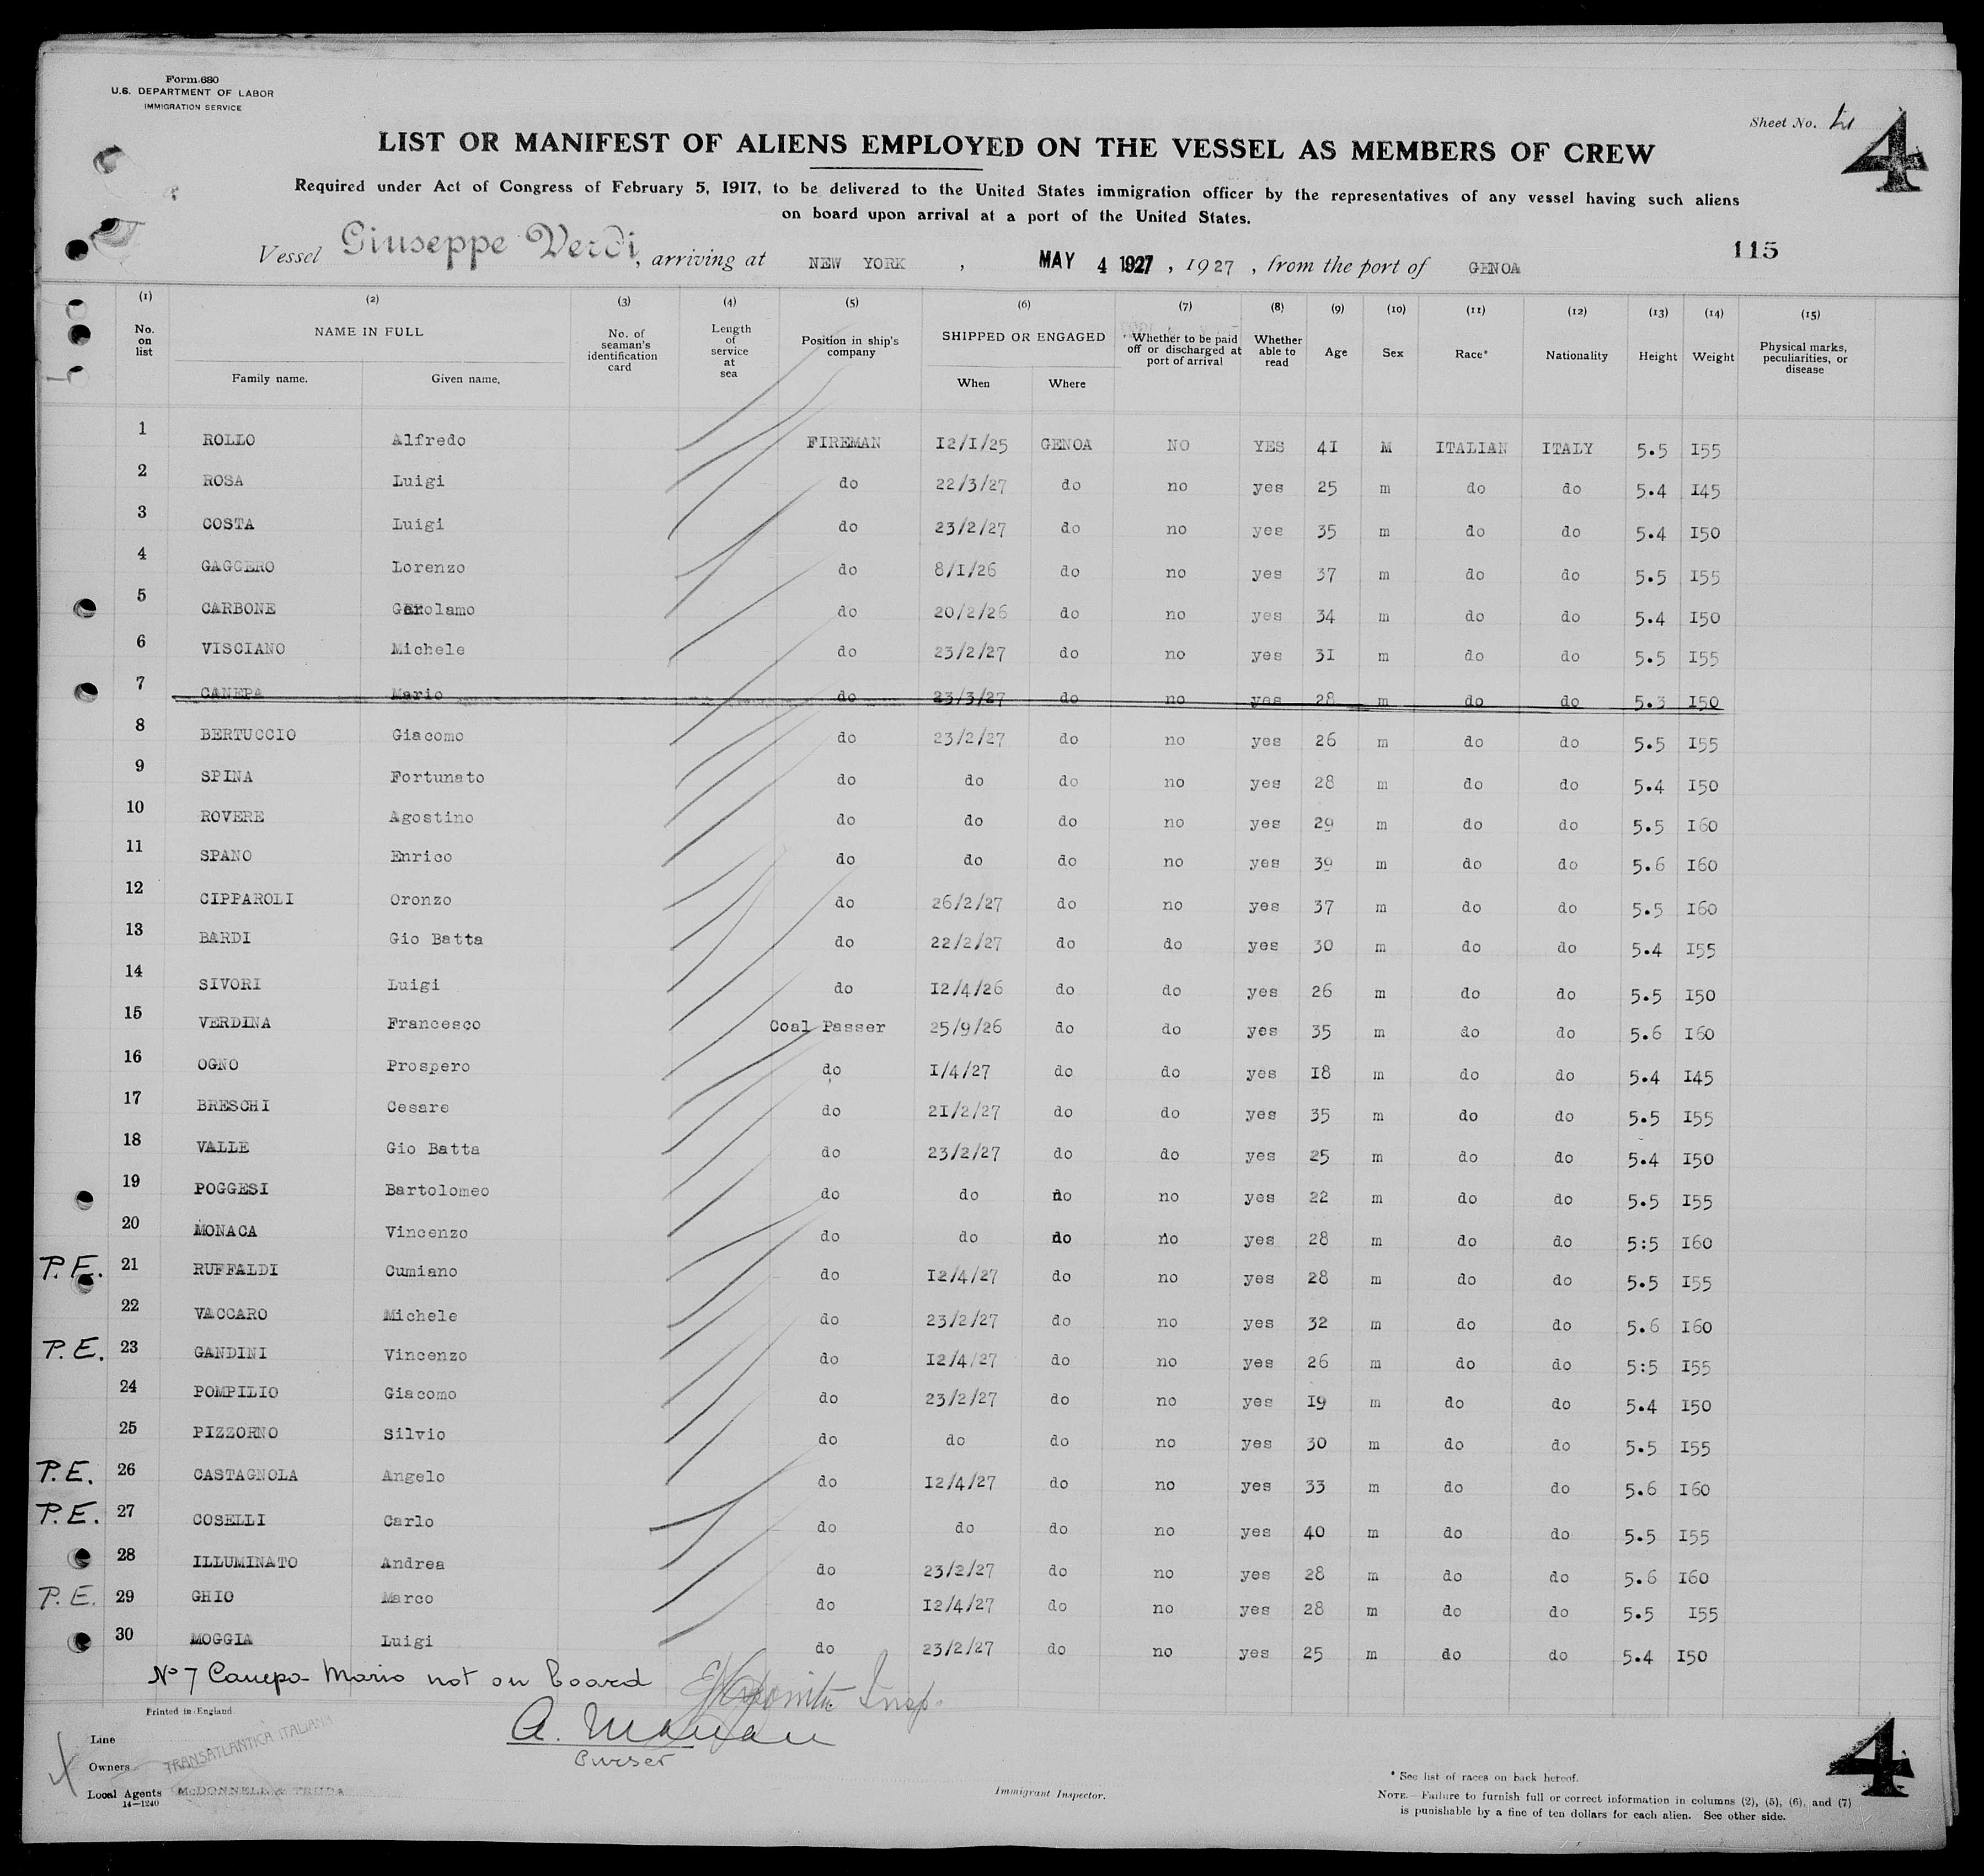 Form 680
U.S. DEPARTMENT OF LABOR
IMMIGRATION SERVICE
Sheet No. 4
4
LIST OR MANIFEST OF ALIENS EMPLOYED ON THE VESSEL AS MEMBERS OF CREW
Required under Act of Congress of February 5, 1917, to be delivered to the United States immigration officer by the representatives of any vessel having such aliens
on board upon arrival at a port of the United States.
115
Vessel Giuseppe Verdi, arriving at NEW YORK, MAY 4 1927, 1927, from the port of GENOA
(1) (2) (3) (4) (5) (6) (7) (8) (9) (10) (11) (12) (13) (14) (15)
No. on list NAME IN FULL Family name. Given name. No. of seaman's identification card Length of service at sea Position in ship's company SHIPPED OR ENGAGED When Where Whether to be paid off or discharged at port of arrival Whether able to read Age Sex Race* Nationality Height Weight Physical marks, peculiarities, or disease
1 ROLLO Alfredo FIREMAN 12/1/25 GENOA NO YES 41 M ITALIAN ITALY 5.5 155
2 ROSA Luigi do 22/3/27 do no yes 25 m do do 5.4 145
3 COSTA Luigi do 23/2/27 do no yes 35 m do do 5.4 150
4 GAGGERO Lorenzo do 8/1/26 do no yes 37 m do do 5.5 155
5 CARBONE Gerolamo do 20/2/26 do no yes 34 m do do 5.4 150
6 VISCIANO Michele do 23/2/27 do no yes 31 m do do 5.5 155
7 CANEPA Mario do 23/3/27 do no yes 28 m do do 5.3 150
8 BERTUCCIO Giacomo do 23/2/27 do no yes 26 m do do 5.5 155
9 SPINA Fortunato do do do no yes 28 m do do 5.4 150
10 ROVERE Agostino do do do no yes 29 m do do 5.5 160
11 SPANO Enrico do do do no yes 39 m do do 5.6 160
12 CIPPAROLI Oronzo do 26/2/27 do no yes 37 m do do 5.5 160
13 BARDI Gio Batta do 22/2/27 do do yes 30 m do do 5.4 155
14 SIVORI Luigi do 12/4/26 do do yes 26 m do do 5.5 150
15 VERDINA Francesco Coal Passer 25/9/26 do do yes 35 m do do 5.6 160
16 OGNO Prospero do 1/4/27 do do yes 18 m do do 5.4 145
17 BRESCHI Cesare do 21/2/27 do do yes 35 m do do 5.5 155
18 VALLE Gio Batta do 23/2/27 do do yes 25 m do do 5.4 150
19 POGGESI Bartolomeo do do do no yes 22 m do do 5.5 155
20 MONACA Vincenzo do do do no yes 28 m do do 5:5 160
P.E. 21 RUFFALDI Cumiano do 12/4/27 do no yes 28 m do do 5.5 155
22 VACCARO Michele do 23/2/27 do no yes 32 m do do 5.6 160
P.E. 23 GANDINI Vincenzo do 12/4/27 do no yes 26 m do do 5:5 155
24 POMPILIO Giacomo do 23/2/27 do no yes 19 m do do 5.4 150
25 PIZZORNO Silvio do do do no yes 30 m do do 5.5 155
P.E. 26 CASTAGNOLA Angelo do 12/4/27 do no yes 33 m do do 5.6 160
P.E. 27 COSELLI Carlo do do do no yes 40 m do do 5.5 155
28 ILLUMINATO Andrea do 23/2/27 do no yes 28 m do do 5.6 160
P.E. 29 GHIO Marco do 12/4/27 do no yes 28 m do do 5.5 155
30 MOGGIA Luigi do 23/2/27 do no yes 25 m do do 5.4 150
No 7 Canepa Mario not on board
Insp.
Printed in England
A.
Purser
Line
Owners TRANSATLANTICA ITALIANA
Local Agents McDONNELL & TRUDA
14—1240
Immigrant Inspector.
* See list of races on back hereof.
NOTE.—Failure to furnish full or correct information in columns (2), (5), (6), and (7)
is punishable by a fine of ten dollars for each alien. See other side.
4